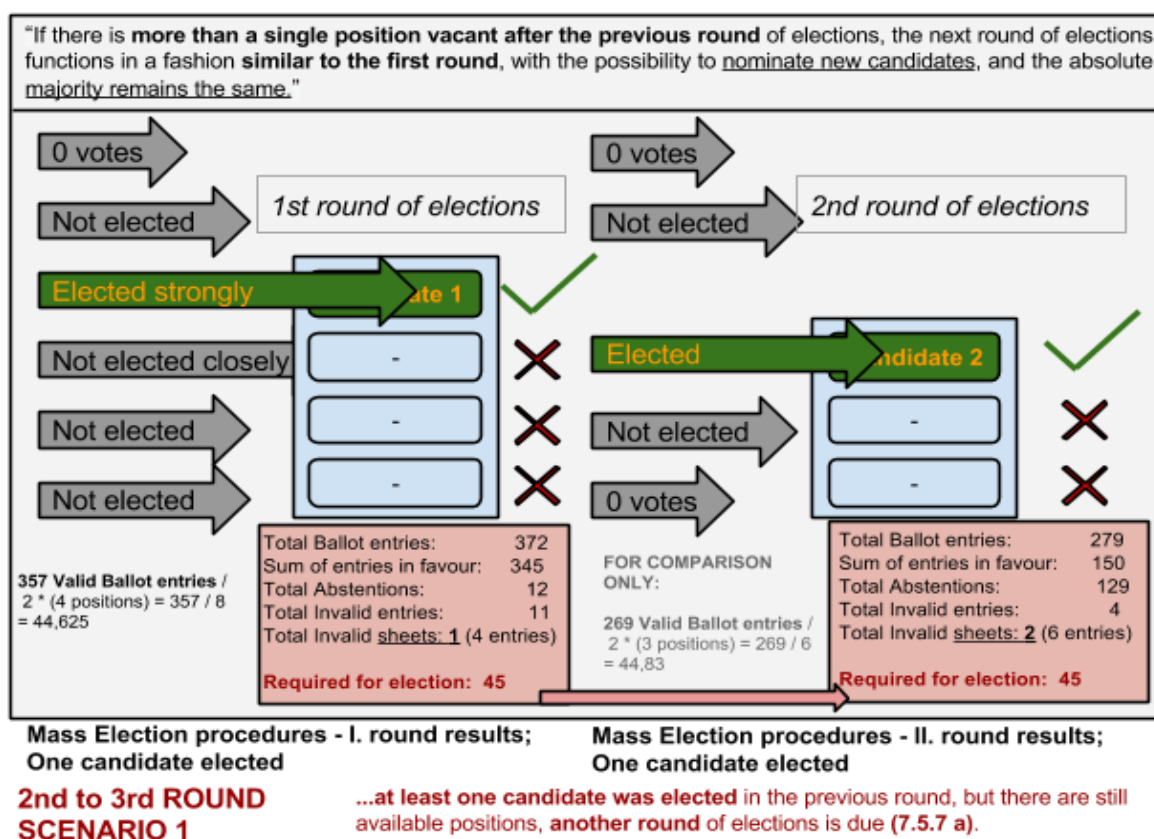 “If there is more than a single position vacant after the previous round of elections, the next round of elections
functions in a fashion similar to the first round, with the possibility to nominate new candidates, and the absolute
majority remains the same.”
0 votes
Not elected
1st round of elections
Elected strongly
ate 1
Not elected closely
-
Not elected
-
Not elected
-
357 Valid Ballot entries /
2 * (4 positions) = 357 / 8
= 44,625
Total Ballot entries: 372
Sum of entries in favour: 345
Total Abstentions: 12
Total Invalid entries: 11
Total Invalid sheets: 1 (4 entries)
Required for election: 45
0 votes
Not elected
2nd round of elections
Elected
andidate 2
Not elected
-
0 votes
-
FOR COMPARISON
ONLY:
269 Valid Ballot entries /
2 * (3 positions) = 269 / 6
= 44,83
Total Ballot entries: 279
Sum of entries in favour: 150
Total Abstentions: 129
Total Invalid entries: 4
Total Invalid sheets: 2 (6 entries)
Required for election: 45
Mass Election procedures - I. round results;
One candidate elected
Mass Election procedures - II. round results;
One candidate elected
2nd to 3rd ROUND
SCENARIO 1
...at least one candidate was elected in the previous round, but there are still
available positions, another round of elections is due (7.5.7 a).